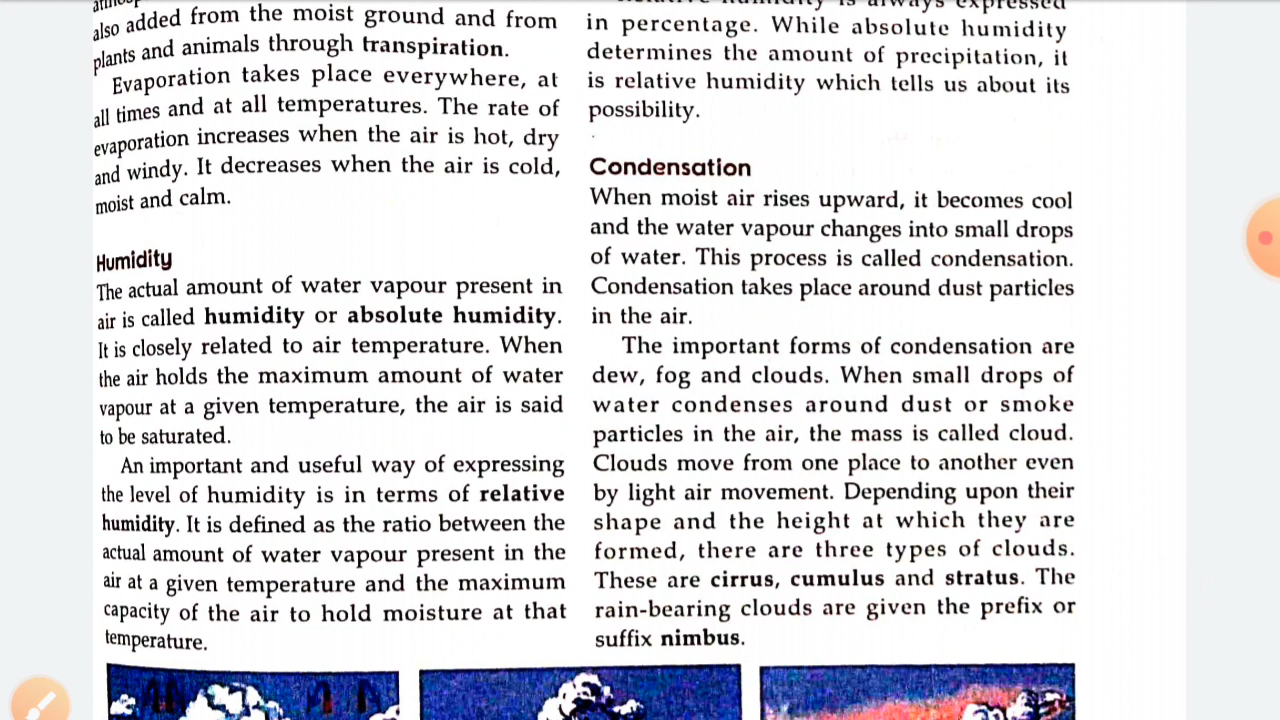 also added from the moist ground and from
plants and animals through transpiration.
Evaporation takes place everywhere, at
all times and at all temperatures. The rate of
evaporation increases when the air is hot, dry
and windy. It decreases when the air is cold,
moist and calm.
Humidity
The actual amount of water vapour present in
air is called humidity or absolute humidity.
It is closely related to air temperature. When
the air holds the maximum amount of water
vapour at a given temperature, the air is said
to be saturated.
An important and useful way of expressing
the level of humidity is in terms of relative
humidity. It is defined as the ratio between the
actual amount of water vapour present in the
air at a given temperature and the maximum
capacity of the air to hold moisture at that
temperature.
humidity is always expressed
in percentage. While absolute humidity
determines the amount of precipitation, it
is relative humidity which tells us about its
possibility.
Condensation
When moist air rises upward, it becomes cool
and the water vapour changes into small drops
of water. This process is called condensation.
Condensation takes place around dust particles
in the air.
The important forms of condensation are
dew, fog and clouds. When small drops of
water condenses around dust or smoke
particles in the air, the mass is called cloud.
Clouds move from one place to another even
by light air movement. Depending upon their
shape and the height at which they are
formed, there are three types of clouds.
These are cirrus, cumulus and stratus. The
rain-bearing clouds are given the prefix or
suffix nimbus.